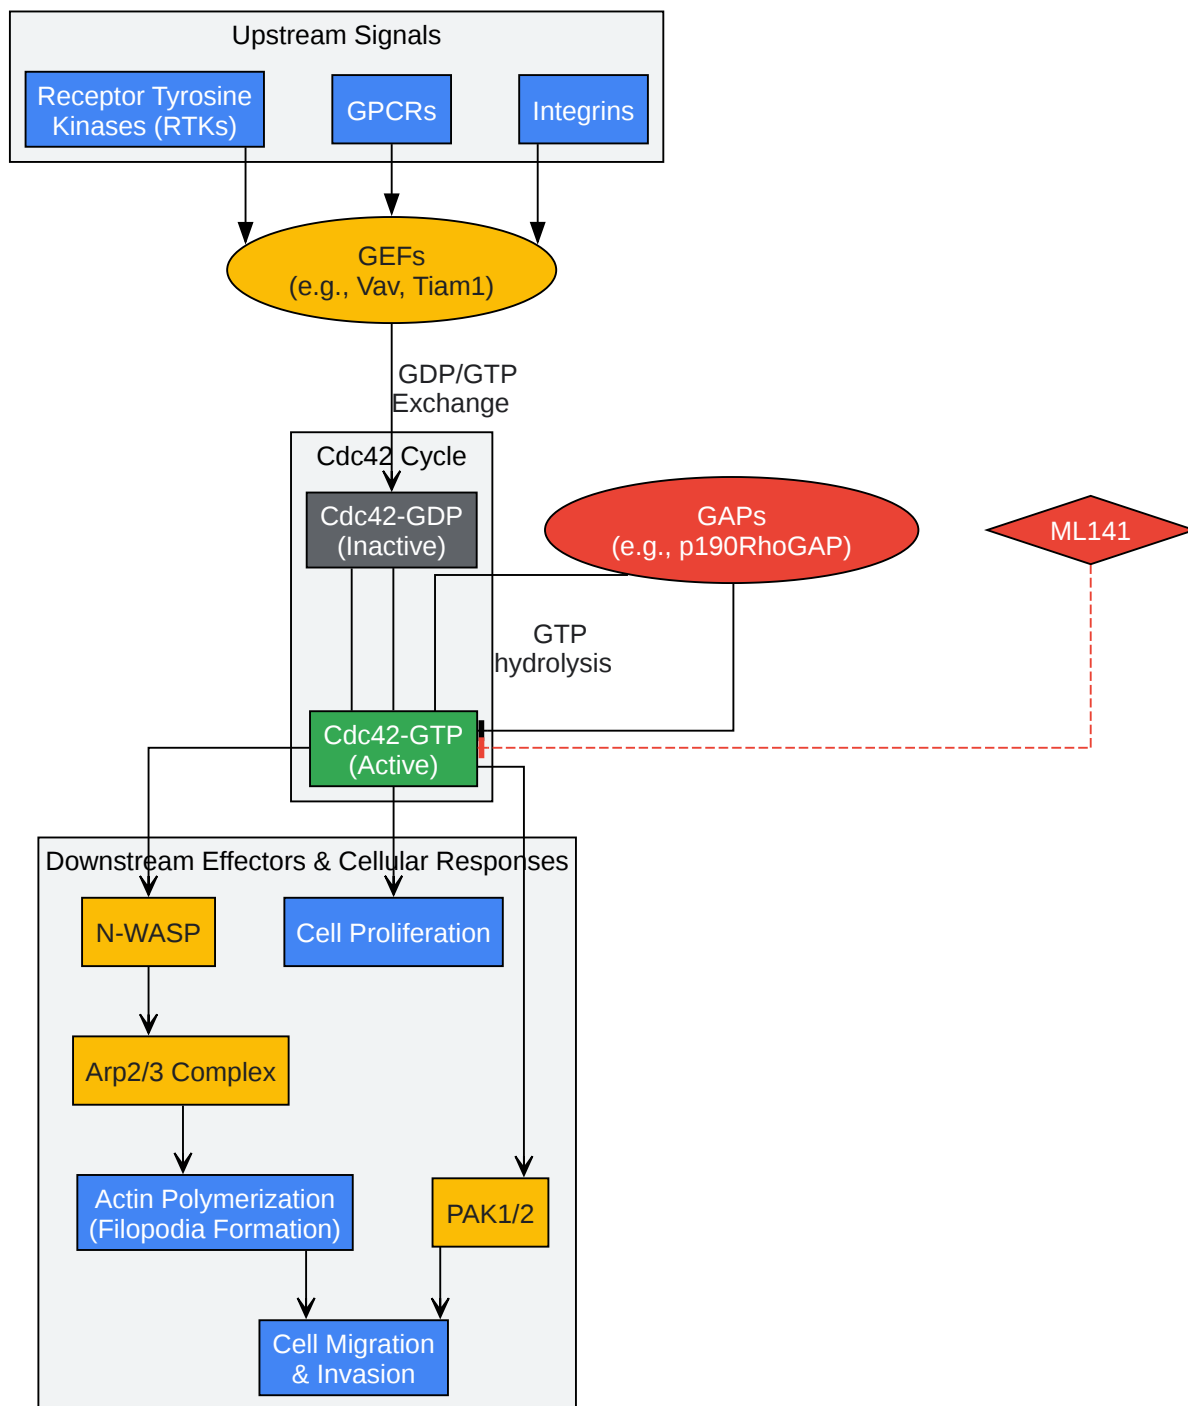 Upstream Signals
Receptor Tyrosine
Kinases (RTKs)
GPCRs
Integrins
GEFs
(e.g., Vav, Tiam1)
GDP/GTP
Exchange
Cdc42 Cycle
Cdc42-GDP
(Inactive)
GAPs
(e.g., p190RhoGAP)
ML141
GTP
hydrolysis
Cdc42-GTP
(Active)
Downstream Effectors & Cellular Responses
N-WASP
Cell Proliferation
Arp2/3 Complex
Actin Polymerization
(Filopodia Formation)
PAK1/2
Cell Migration
& Invasion